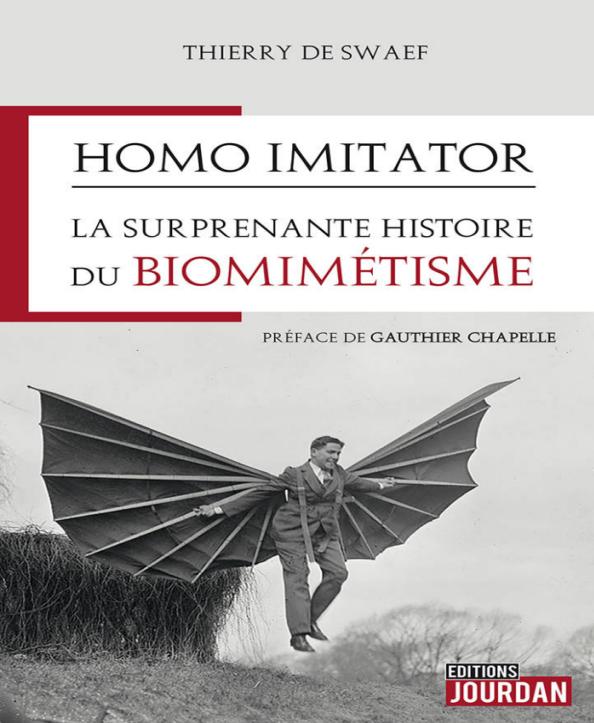 THIERRY DE SWAEF
HOMO IMITATOR
LA SURPRENANTE HISTOIRE
DU BIOMIMÉTISME
PRÉFACE DE GAUTHIER CHAPELLE
EDITIONS
JOURDAN